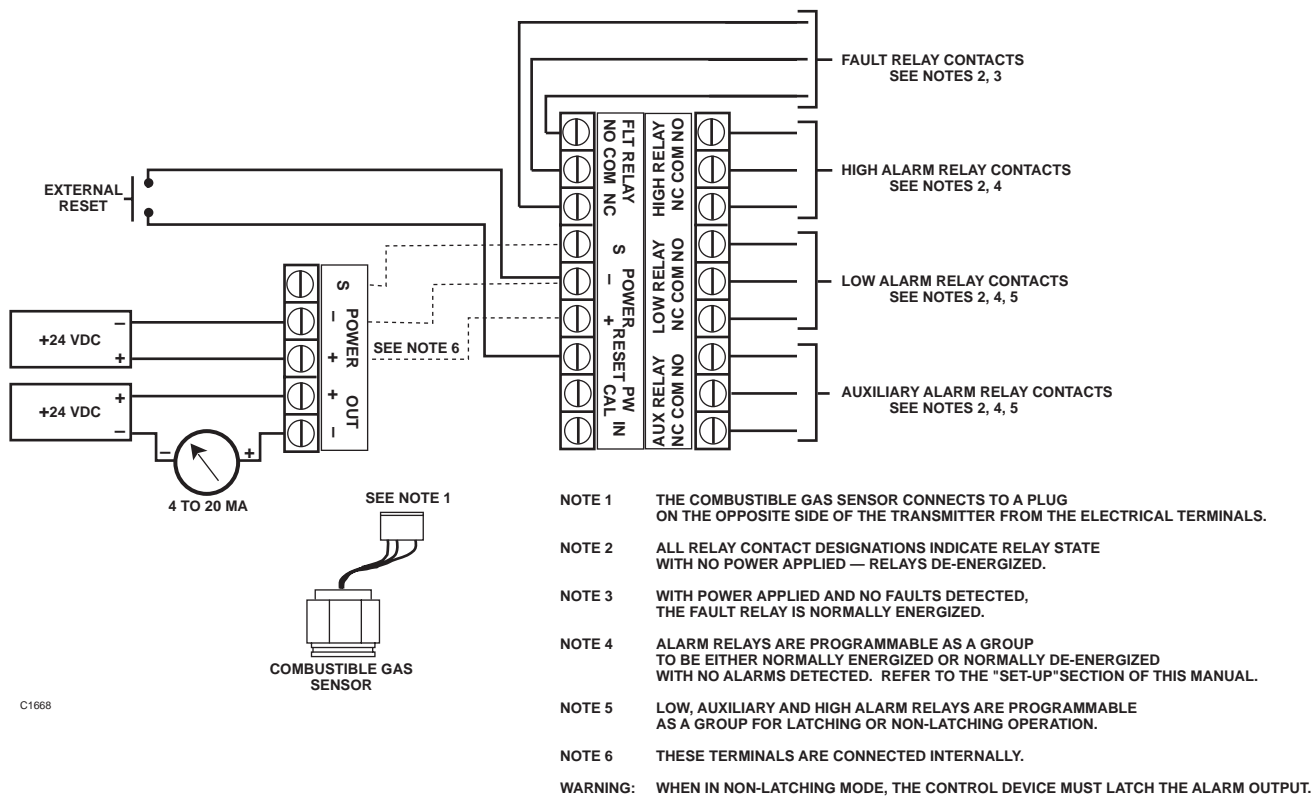 FAULT RELAY CONTACTS
SEE NOTES 2, 3
HIGH ALARM RELAY CONTACTS
SEE NOTES 2, 4
LOW ALARM RELAY CONTACTS
SEE NOTES 2, 4, 5
AUXILIARY ALARM RELAY CONTACTS
SEE NOTES 2, 4, 5
FLT RELAY
NO COM NC
S
POWER
–
+
RESET
PW IN
CAL
HIGH RELAY
NC COM NO
LOW RELAY
NC COM NO
AUX RELAY
NC COM NO
EXTERNAL
RESET
S
POWER
–
+
OUT
+
–
SEE NOTE 6
+24 VDC
–
+
+24 VDC
+
–
–
+
4 TO 20 MA
SEE NOTE 1
COMBUSTIBLE GAS
SENSOR
C1668
NOTE 1 THE COMBUSTIBLE GAS SENSOR CONNECTS TO A PLUG
ON THE OPPOSITE SIDE OF THE TRANSMITTER FROM THE ELECTRICAL TERMINALS.
NOTE 2 ALL RELAY CONTACT DESIGNATIONS INDICATE RELAY STATE
WITH NO POWER APPLIED — RELAYS DE-ENERGIZED.
NOTE 3 WITH POWER APPLIED AND NO FAULTS DETECTED,
THE FAULT RELAY IS NORMALLY ENERGIZED.
NOTE 4 ALARM RELAYS ARE PROGRAMMABLE AS A GROUP
TO BE EITHER NORMALLY ENERGIZED OR NORMALLY DE-ENERGIZED
WITH NO ALARMS DETECTED. REFER TO THE "SET-UP"SECTION OF THIS MANUAL.
NOTE 5 LOW, AUXILIARY AND HIGH ALARM RELAYS ARE PROGRAMMABLE
AS A GROUP FOR LATCHING OR NON-LATCHING OPERATION.
NOTE 6 THESE TERMINALS ARE CONNECTED INTERNALLY.
WARNING: WHEN IN NON-LATCHING MODE, THE CONTROL DEVICE MUST LATCH THE ALARM OUTPUT.